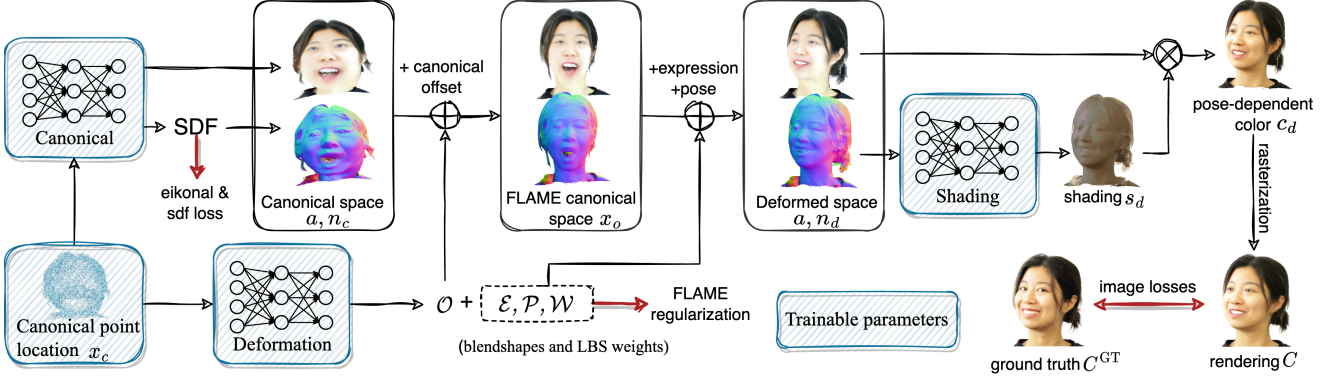 Canonical
SDF
eikonal &
sdf loss
Canonical space
a, n_c
+ canonical
offset
FLAME canonical
space x_o
+expression
+pose
Deformed space
a, n_d
Shading
shading s_d
pose-dependent
color c_d
rasterization
Canonical point
location x_c
Deformation
𝒪 + ℰ, 𝒫, 𝒲
(blendshapes and LBS weights)
FLAME
regularization
Trainable parameters
image losses
ground truth C^GT
rendering C